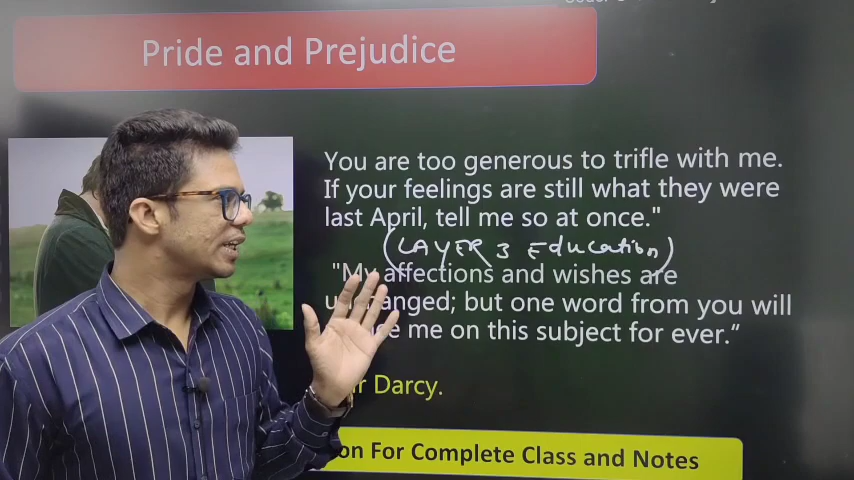 Pride and Prejudice
You are too generous to trifle with me.
If your feelings are still what they were
last April, tell me so at once."
(LAYER 3 Education)
"My affections and wishes are
but one word from you will
me on this subject for ever."
Darcy.
For Complete Class and Notes